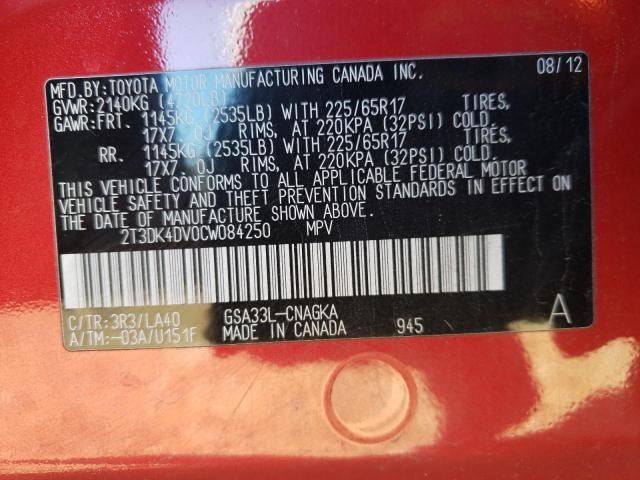 MFD.BY:TOYOTA MOTOR MANUFACTURING CANADA INC. 08/12
GVWR:2140KG (4720LB)
GAWR:FRT. 1145KG (2535LB) WITH 225/65R17 TIRES,
17X7. 0J RIMS, AT 220KPA (32PSI) COLD.
RR. 1145KG (2535LB) WITH 225/65R17 TIRES,
17X7. 0J RIMS, AT 220KPA (32PSI) COLD.
THIS VEHICLE CONFORMS TO ALL APPLICABLE FEDERAL MOTOR
VEHICLE SAFETY AND THEFT PREVENTION STANDARDS IN EFFECT ON
THE DATE OF MANUFACTURE SHOWN ABOVE.
2T3DK4DV0CW084250 MPV
C/TR:3R3/LA40 GSA33L-CNAGKA A
A/TM:-03A/U151F MADE IN CANADA 945